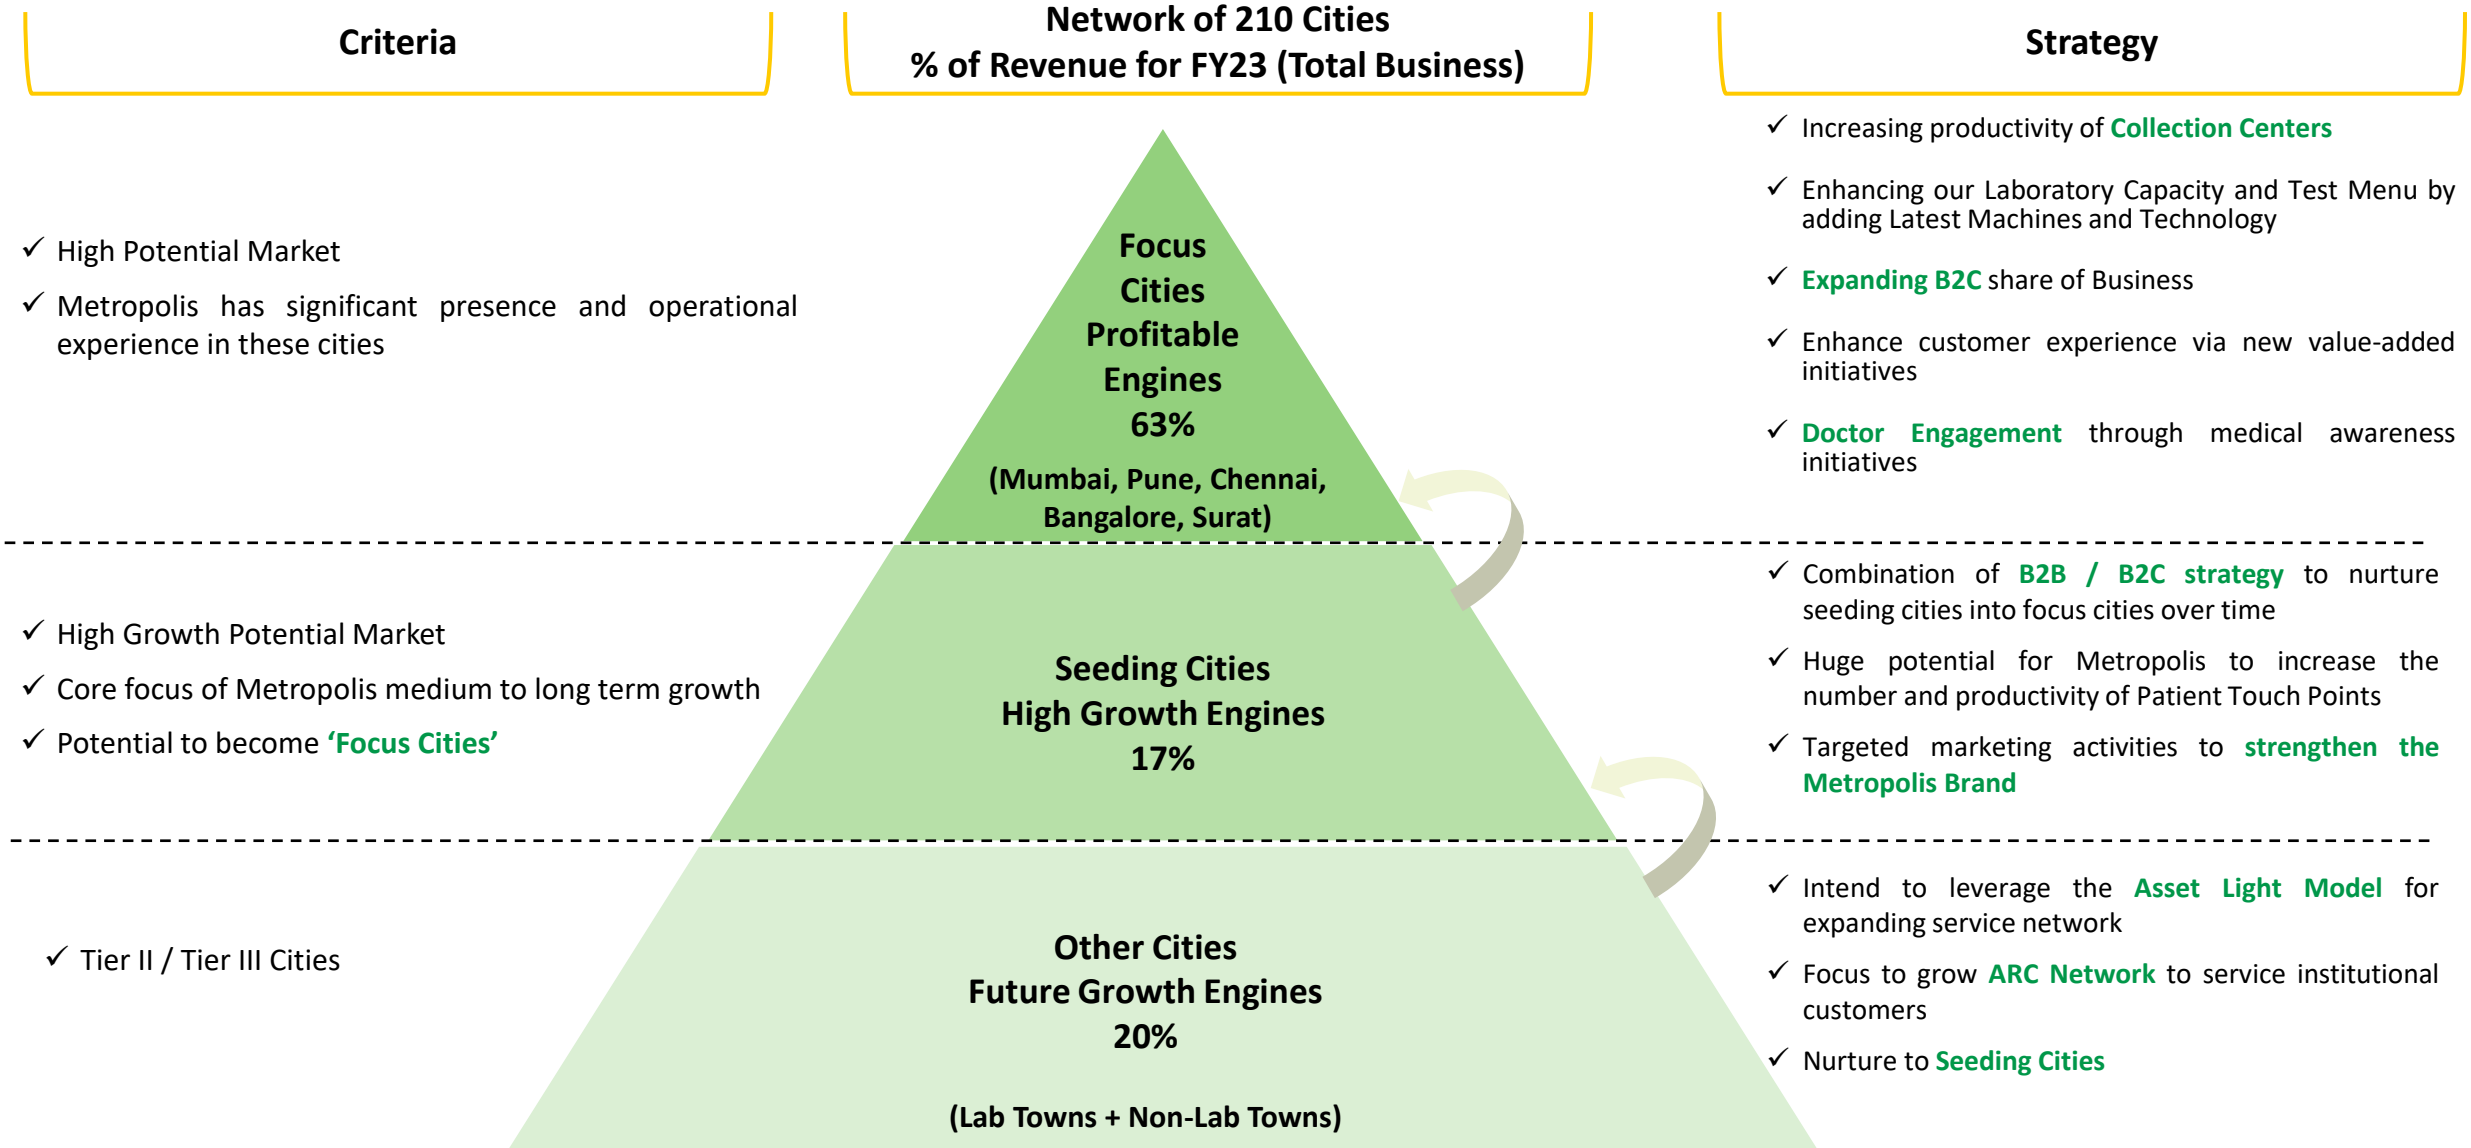 Criteria
Network of 210 Cities
% of Revenue for FY23 (Total Business)
Strategy
✓ High Potential Market
✓ Metropolis has significant presence and operational
experience in these cities
Focus
Cities
Profitable
Engines
63%
(Mumbai, Pune, Chennai,
Bangalore, Surat)
✓ Increasing productivity of Collection Centers
✓ Enhancing our Laboratory Capacity and Test Menu by
adding Latest Machines and Technology
✓ Expanding B2C share of Business
✓ Enhance customer experience via new value-added
initiatives
✓ Doctor Engagement through medical awareness
initiatives
✓ High Growth Potential Market
✓ Core focus of Metropolis medium to long term growth
✓ Potential to become ‘Focus Cities’
Seeding Cities
High Growth Engines
17%
✓ Combination of B2B / B2C strategy to nurture
seeding cities into focus cities over time
✓ Huge potential for Metropolis to increase the
number and productivity of Patient Touch Points
✓ Targeted marketing activities to strengthen the
Metropolis Brand
✓ Tier II / Tier III Cities
Other Cities
Future Growth Engines
20%
(Lab Towns + Non-Lab Towns)
✓ Intend to leverage the Asset Light Model for
expanding service network
✓ Focus to grow ARC Network to service institutional
customers
✓ Nurture to Seeding Cities